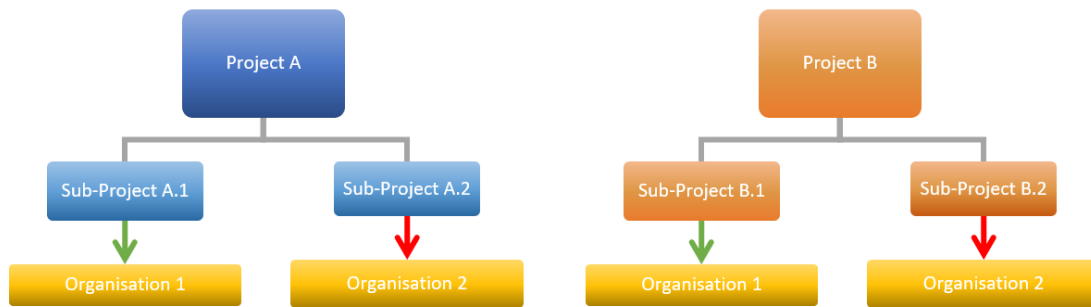 Project A
Project B
Sub-Project A.1
Sub-Project A.2
Sub-Project B.1
Sub-Project B.2
Organisation 1
Organisation 2
Organisation 1
Organisation 2